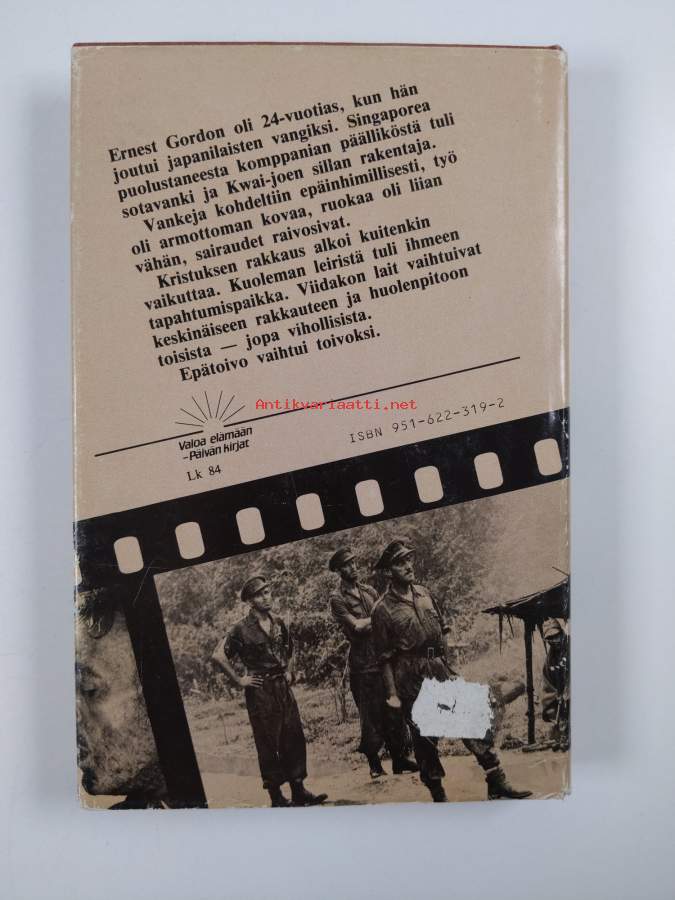 Ernest Gordon oli 24-vuotias, kun hän
joutui japanilaisten vangiksi. Singaporea
puolustaneesta komppanian päälliköstä tuli
sotavanki ja Kwai-joen sillan rakentaja.
Vankeja kohdeltiin epäinhimillisesti, työ
oli armottoman kovaa, ruokaa oli liian
vähän, sairaudet raivosivat.
Kristuksen rakkaus alkoi kuitenkin
vaikuttaa. Kuoleman leiristä tuli ihmeen
tapahtumispaikka. Viidakon lait vaihtuivat
keskinäiseen rakkauteen ja huolenpitoon
toisista — jopa vihollisista.
Epätoivo vaihtui toivoksi.
Antikvariaatti.net
Valoa elämään
-Päivän kirjat
ISBN 951-622-319-2
Lk 84